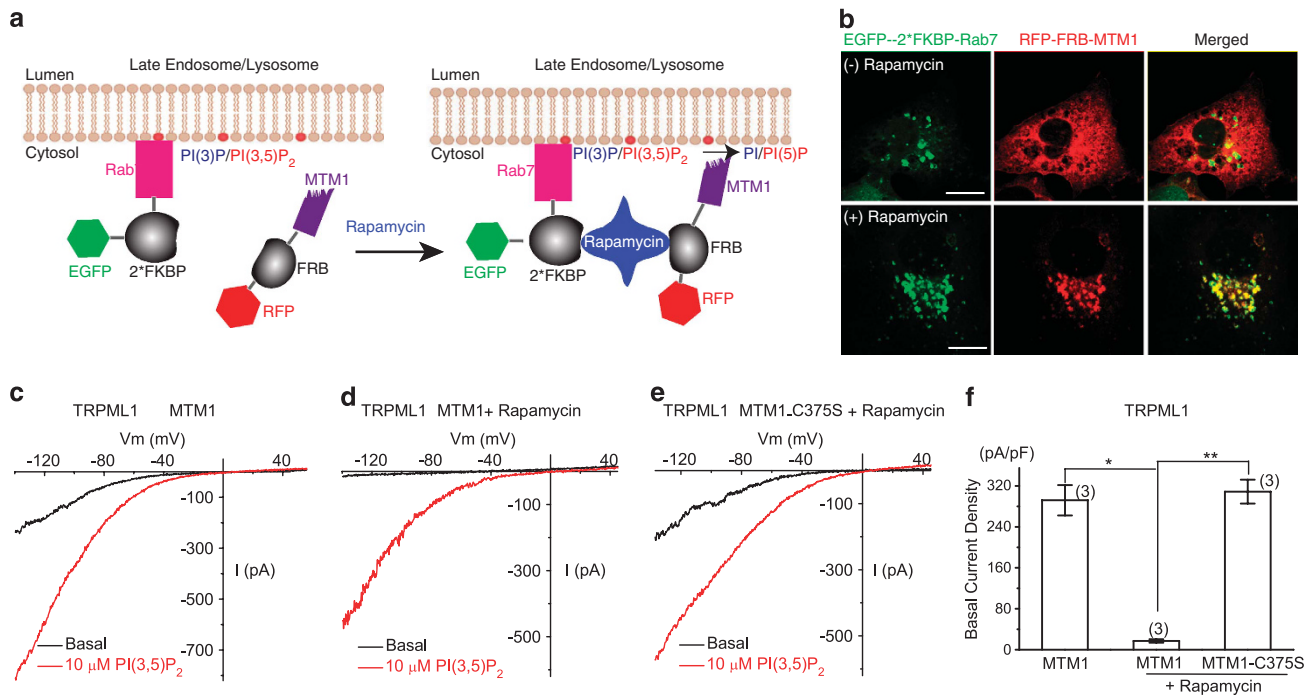 a
Late Endosome/Lysosome
Lumen
Cytosol
Rab7
PI(3)P/PI(3,5)P2
MTM1
EGFP
2*FKBP
FRB
RFP
Rapamycin
Late Endosome/Lysosome
Lumen
Cytosol
Rab7
PI(3)P/PI(3,5)P2
PI/PI(5)P
MTM1
Rapamycin
EGFP
2*FKBP
FRB
RFP
b
EGFP--2*FKBP-Rab7 RFP-FRB-MTM1 Merged
(-) Rapamycin
(+) Rapamycin
c
TRPML1 MTM1
Vm (mV)
-120 -80 -40 40
-100
-300
-500
-700
I (pA)
Basal
10 μM PI(3,5)P2
d
TRPML1 MTM1+ Rapamycin
Vm (mV)
-120 -80 -40 40
-100
-300
-500
I (pA)
Basal
10 μM PI(3,5)P2
e
TRPML1 MTM1-C375S + Rapamycin
Vm (mV)
-120 -80 -40 40
-100
-300
-500
I (pA)
Basal
10 μM PI(3,5)P2
f
TRPML1
(pA/pF)
Basal Current Density
320
240
160
80
0
* **
(3) (3) (3)
MTM1 MTM1 MTM1-C375S
+ Rapamycin